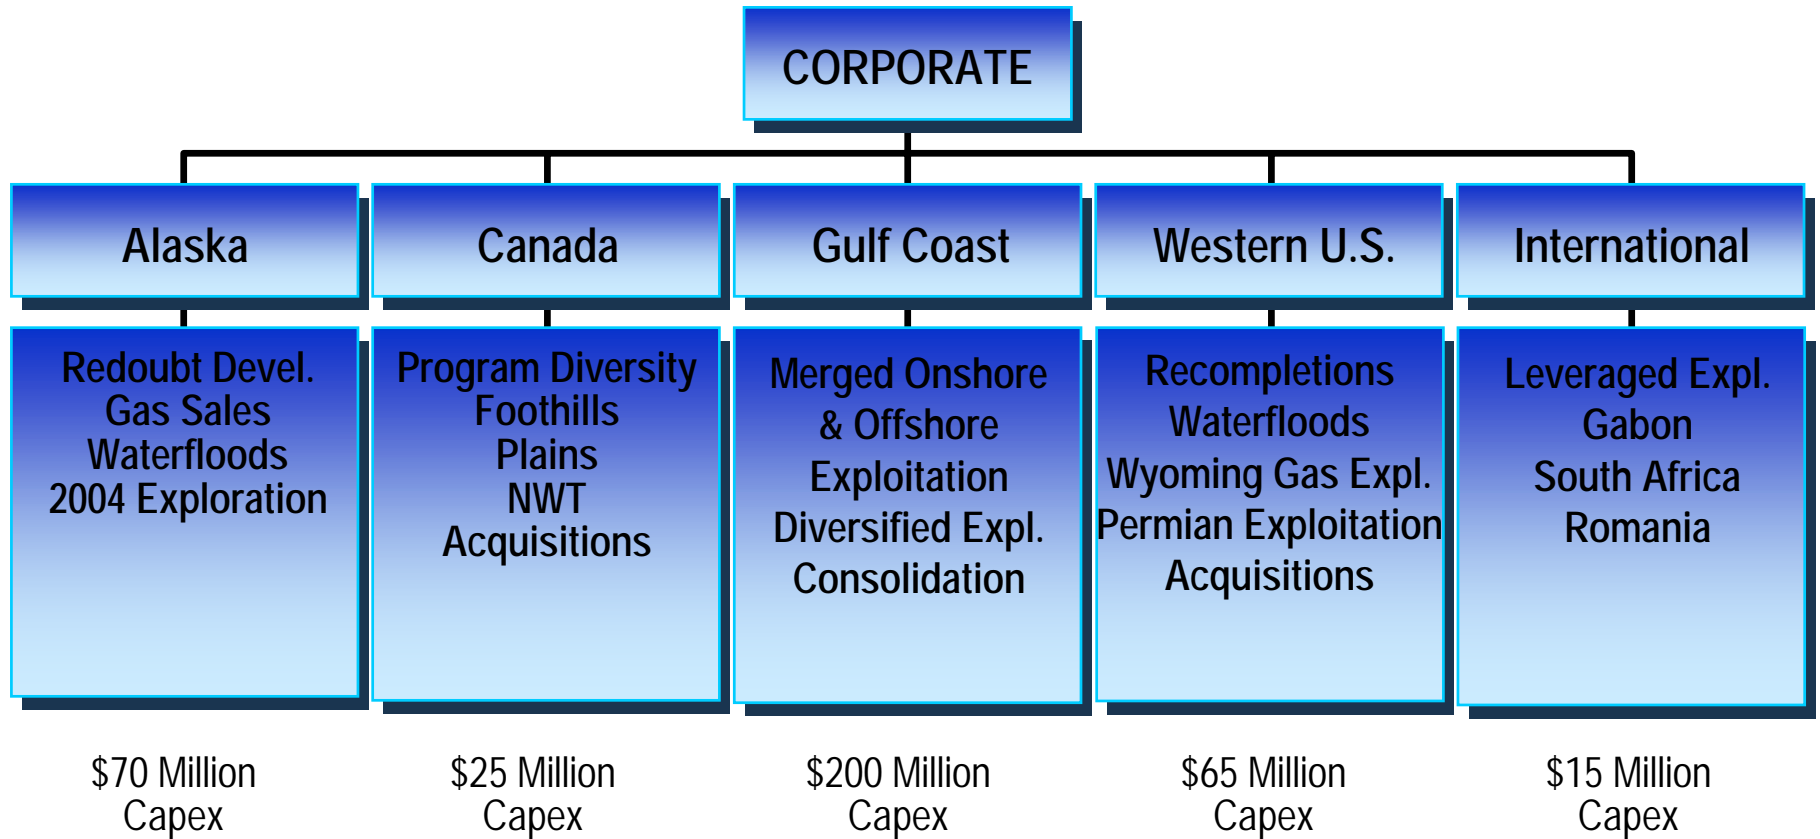 CORPORATE
Alaska
Canada
Gulf Coast
Western U.S.
International
Redoubt Devel.
Gas Sales
Waterfloods
2004 Exploration
Program Diversity
Foothills
Plains
NWT
Acquisitions
Merged Onshore
& Offshore
Exploitation
Diversified Expl.
Consolidation
Recompletions
Waterfloods
Wyoming Gas Expl.
Permian Exploitation
Acquisitions
Leveraged Expl.
Gabon
South Africa
Romania
$70 Million
Capex
$25 Million
Capex
$200 Million
Capex
$65 Million
Capex
$15 Million
Capex